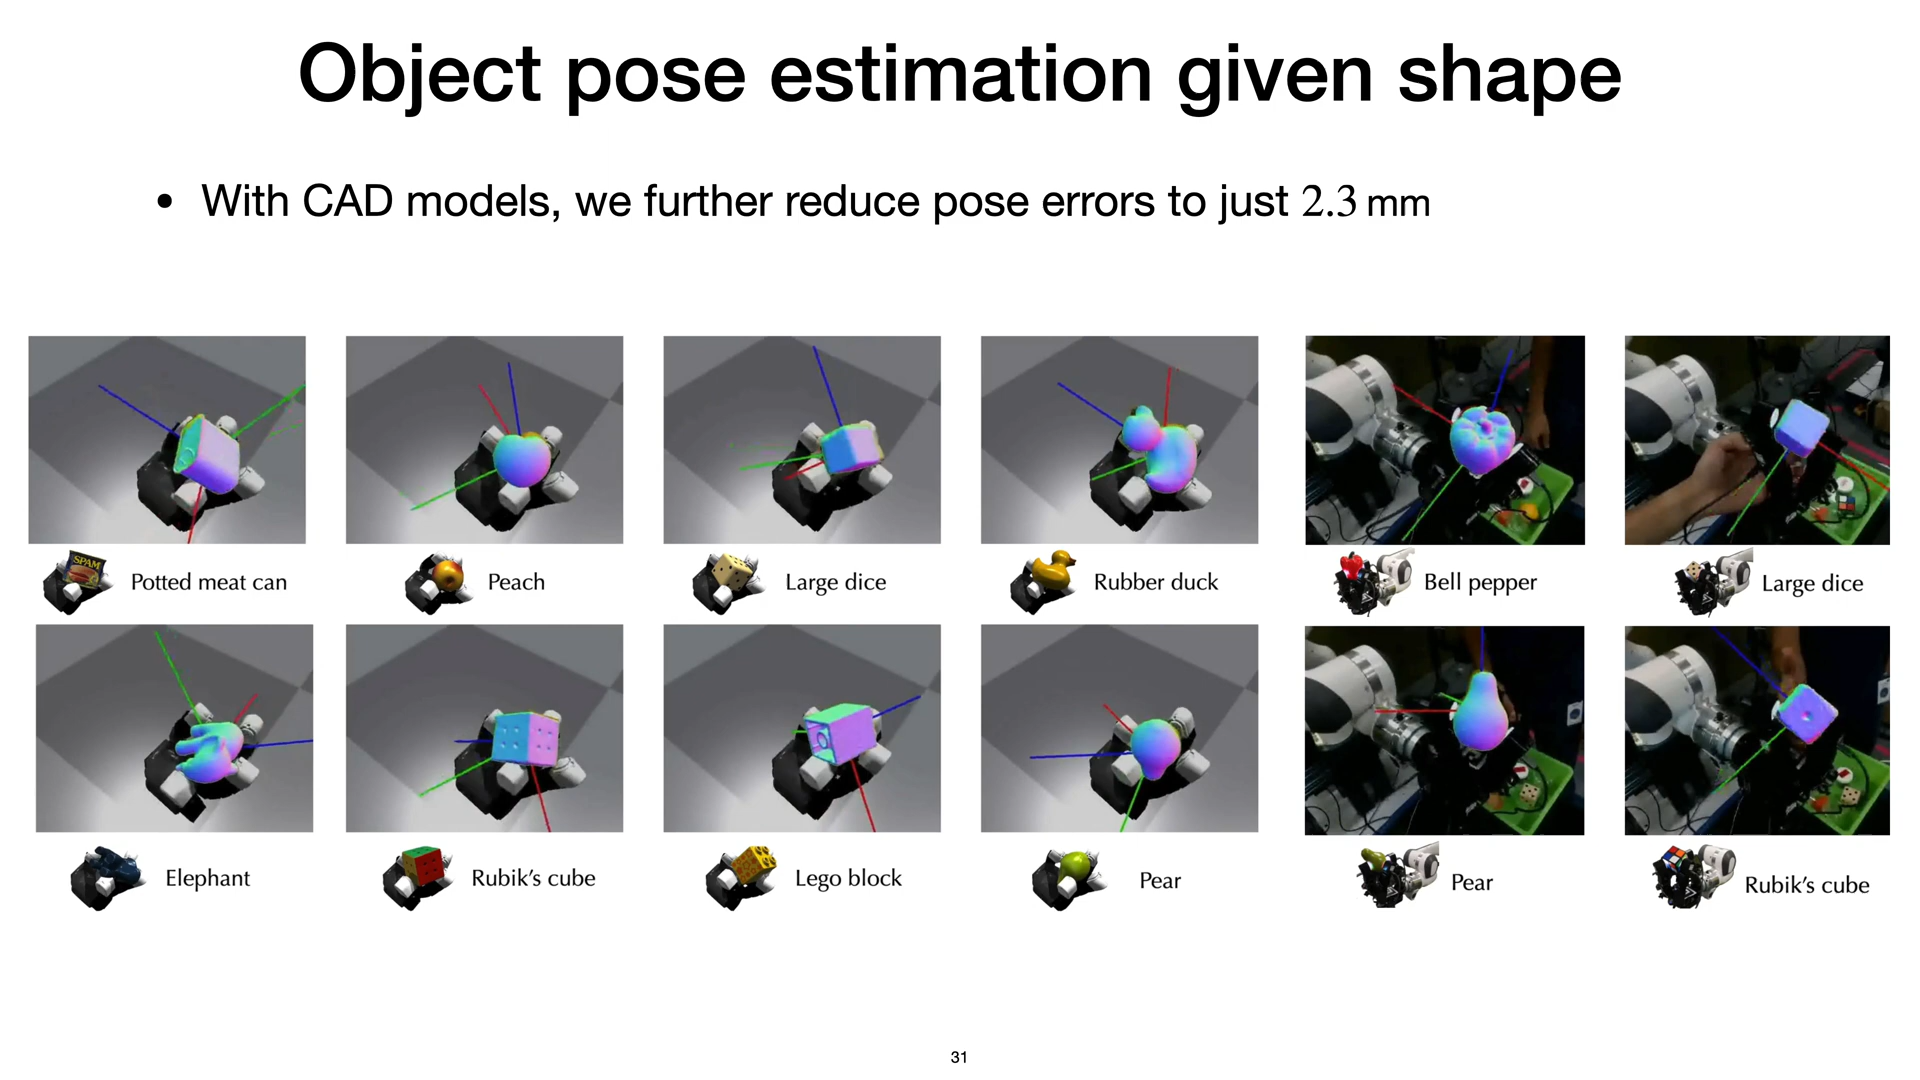 Object pose estimation given shape
• With CAD models, we further reduce pose errors to just 2.3 mm
SPAM
Potted meat can
Peach
Large dice
Rubber duck
Bell pepper
Large dice
Elephant
Rubik's cube
Lego block
Pear
Pear
Rubik's cube
31